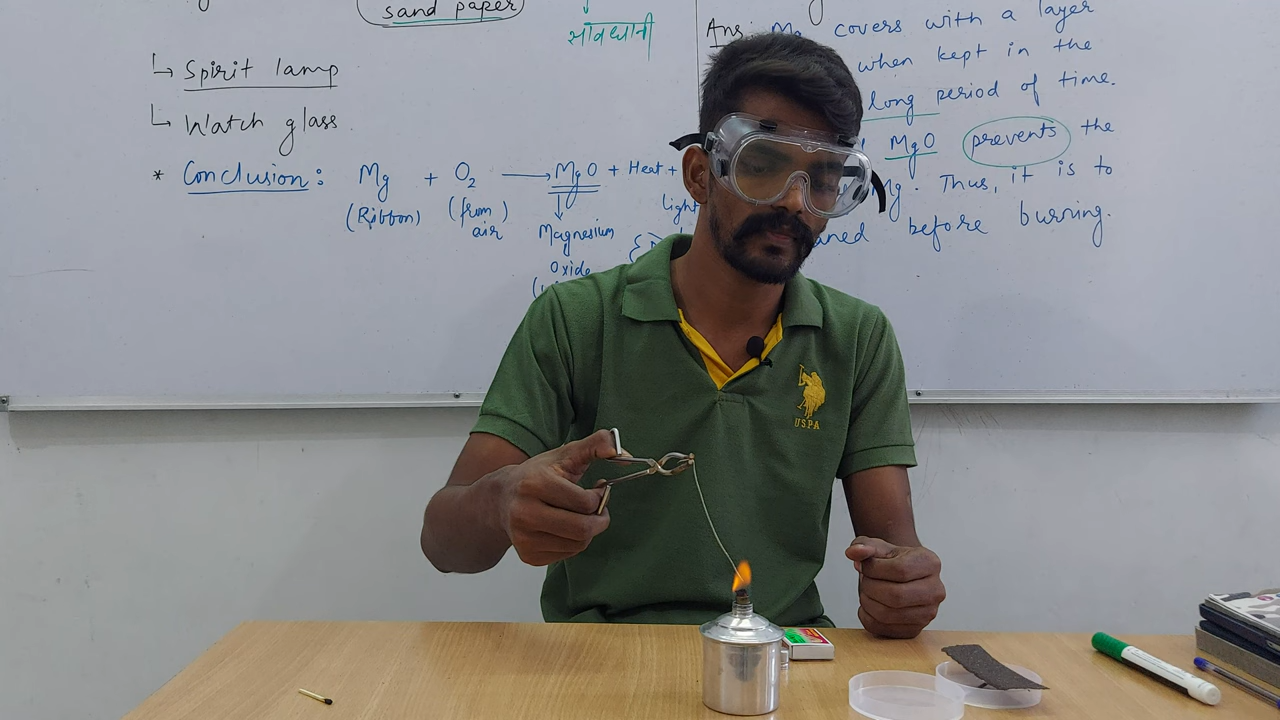 sand paper
सावधानी
↳ Spirit lamp
↳ Watch glass
* Conclusion: Mg + O2 → MgO + Heat +
(Ribbon) (from air) Light
Magnesium
Oxide
Ans: Mg covers with a layer
when kept in the
long period of time.
MgO prevents the
Thus, it is to
before burning.
USPA